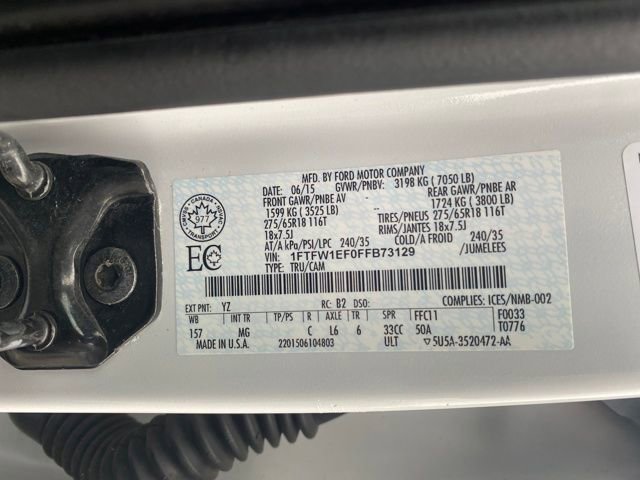 MFD. BY FORD MOTOR COMPANY
DATE: 06/15 GVWR/PNBV: 3198 KG ( 7050 LB)
FRONT GAWR/PNBE AV REAR GAWR/PNBE AR
1599 KG ( 3525 LB) 1724 KG ( 3800 LB)
275/65R18 116T TIRES/PNEUS 275/65R18 116T
18x7.5J RIMS/JANTES 18x7.5J
AT/A kPa/PSI/LPC 240/35 COLD/A FROID 240/35
/JUMELEES
VIN: 1FTFW1EF0FFB73129
TYPE: TRU/CAM
CANADA
977
TRANSPORT
EC
EXT PNT: YZ RC: B2 DSO: COMPLIES: ICES/NMB-002
WB INT TR TP/PS R AXLE TR SPR FFC11 F0033
157 MG C L6 6 33CC 50A T0776
MADE IN U.S.A. 2201506104803 ULT ▽5U5A-3520472-AA